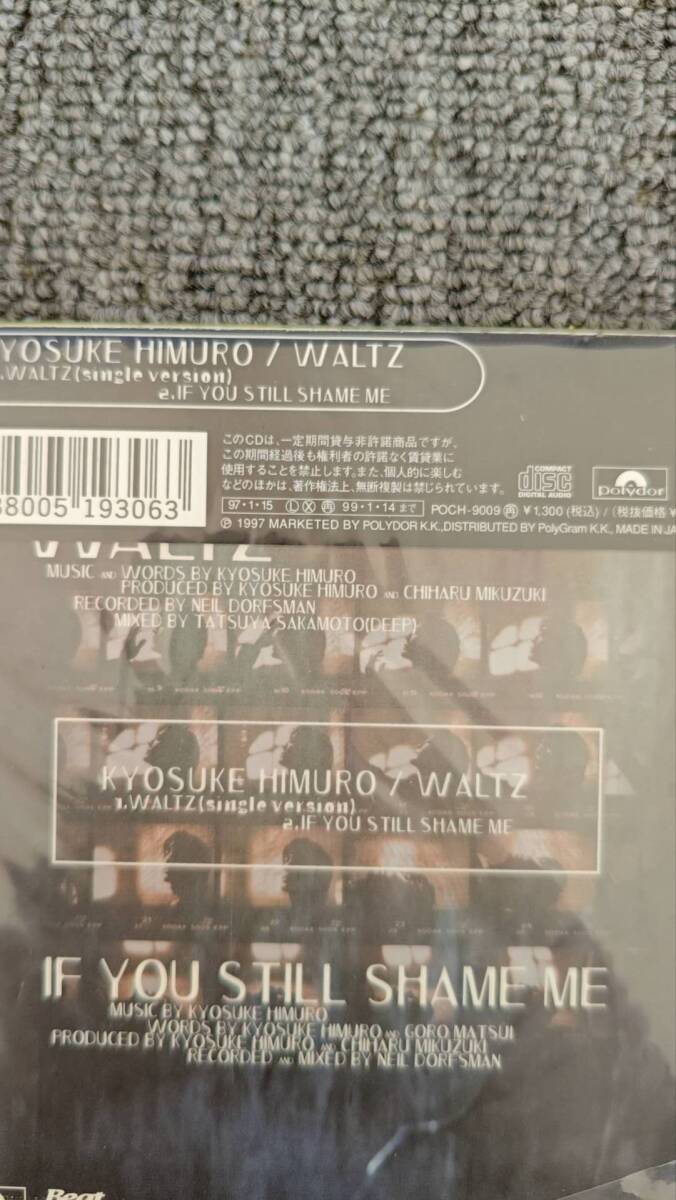 YOSUKE HIMURO / WALTZ
.WALTZ(single version)
2.IF YOU STILL SHAME ME
このCDは、一定期間貸与非許諾商品ですが、
この期間経過後も権利者の許諾なく賃貸業に
使用することを禁止します。また、個人的に楽しむ
などのほかは、著作権法上、無断複製は禁じられています。
COMPACT
disc
DIGITAL AUDIO
polydor
88005 193063
97・1・15 Ⓛ Ⓧ ㊢ 99・1・14まで
POCH-9009 ㊢ ¥1,300(税込)/(税抜価格¥
Ⓟ 1997 MARKETED BY POLYDOR K.K.,DISTRIBUTED BY PolyGram K.K., MADE IN JA
WALTZ
MUSIC AND WORDS BY KYOSUKE HIMURO
PRODUCED BY KYOSUKE HIMURO AND CHIHARU MIKUZUKI
RECORDED BY NEIL DORFSMAN
MIXED BY TATSUYA SAKAMOTO(DEEP)
KYOSUKE HIMURO / WALTZ
1.WALTZ(single version)
2.IF YOU STILL SHAME ME
IF YOU STILL SHAME ME
MUSIC BY KYOSUKE HIMURO
WORDS BY KYOSUKE HIMURO AND GORO MATSUI
PRODUCED BY KYOSUKE HIMURO AND CHIHARU MIKUZUKI
RECORDED AND MIXED BY NEIL DORFSMAN
Beat